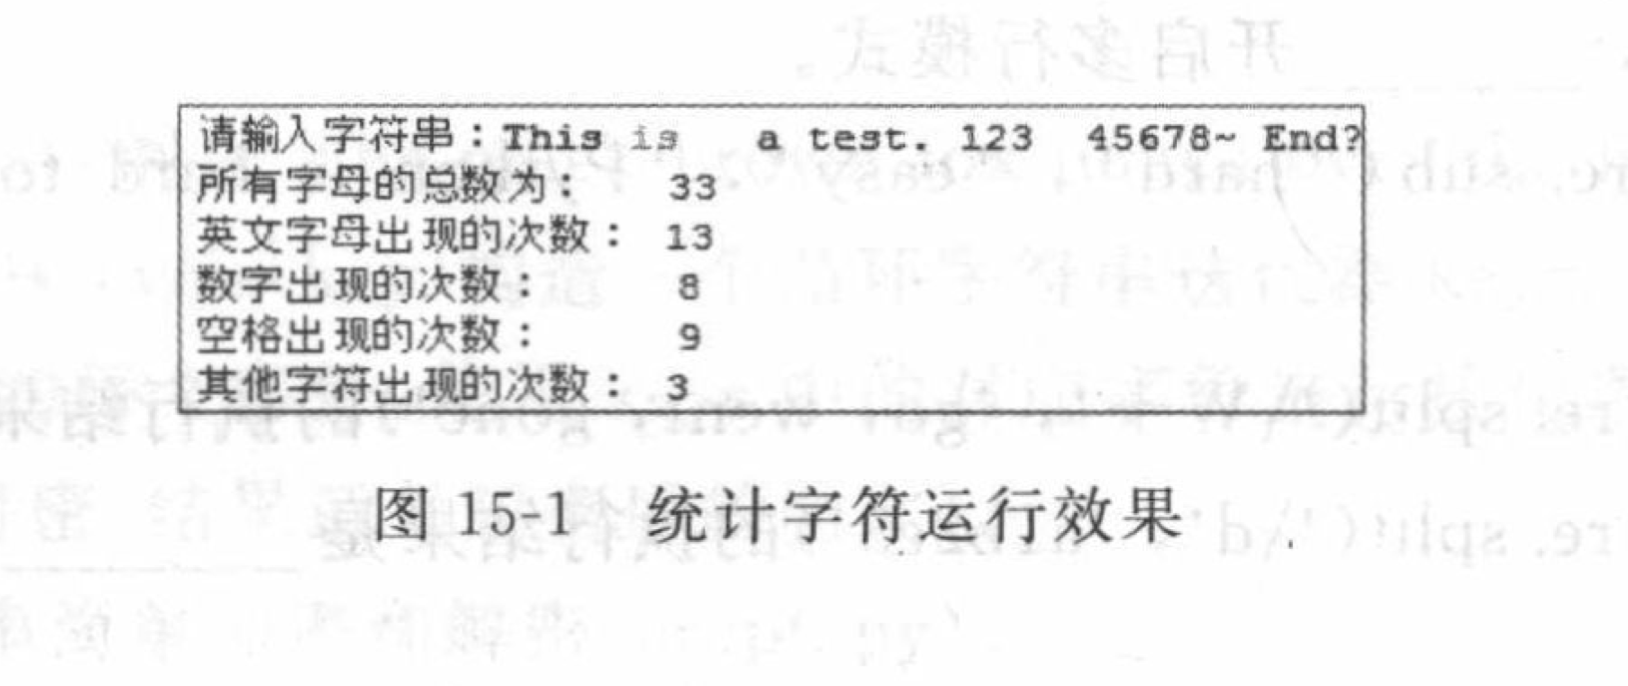 请输入字符串：This is   a test. 123  45678~ End?
所有字母的总数为：   33
英文字母出现的次数： 13
数字出现的次数：     8
空格出现的次数：     9
其他字符出现的次数： 3
图 15-1 统计字符运行效果